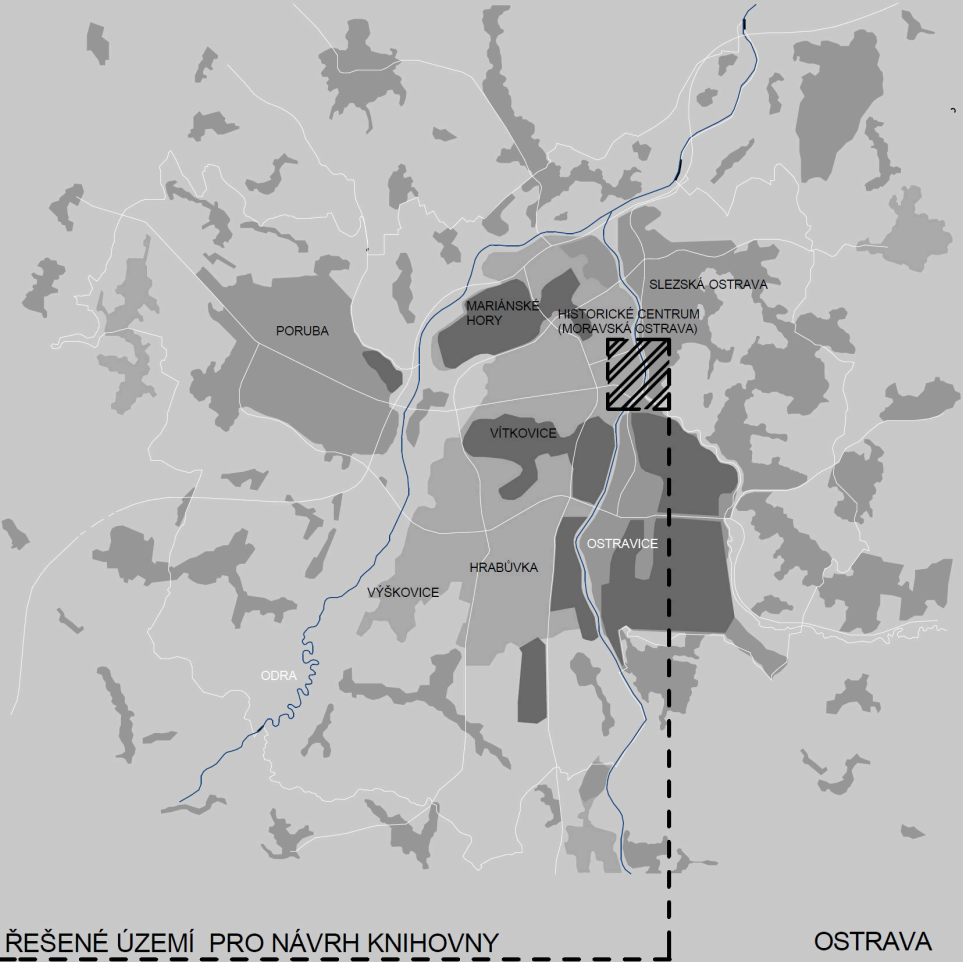 SLEZSKÁ OSTRAVA
MARIÁNSKÉ
HORY
HISTORICKÉ CENTRUM
(MORAVSKÁ OSTRAVA)
PORUBA
VÍTKOVICE
OSTRAVICE
HRABŮVKA
VÝŠKOVICE
ODRA
ŘEŠENÉ ÚZEMÍ PRO NÁVRH KNIHOVNY
OSTRAVA